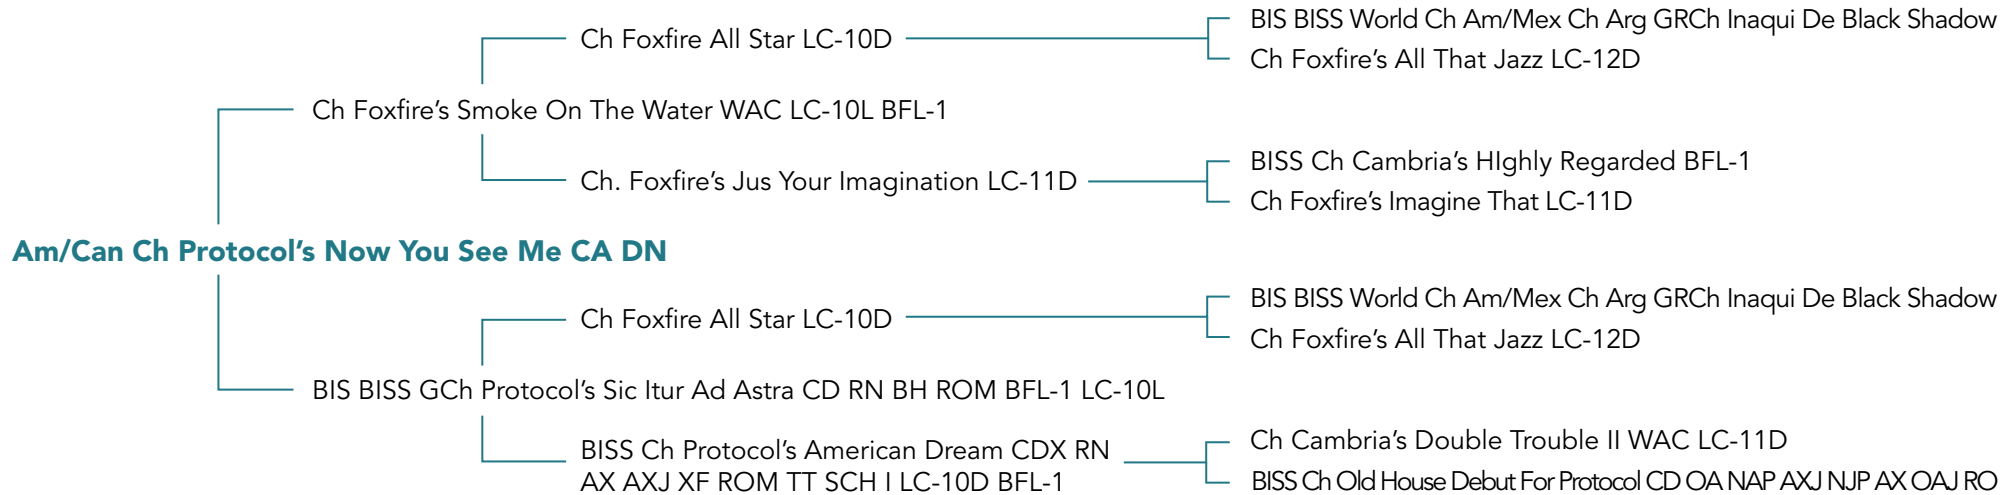 BIS BISS World Ch Am/Mex Ch Arg GRCh Inaqui De Black Shadow
Ch Foxfire All Star LC-10D
Ch Foxfire's All That Jazz LC-12D
Ch Foxfire's Smoke On The Water WAC LC-10L BFL-1
BISS Ch Cambria's HIghly Regarded BFL-1
Ch. Foxfire's Jus Your Imagination LC-11D
Ch Foxfire's Imagine That LC-11D
Am/Can Ch Protocol's Now You See Me CA DN
BIS BISS World Ch Am/Mex Ch Arg GRCh Inaqui De Black Shadow
Ch Foxfire All Star LC-10D
Ch Foxfire's All That Jazz LC-12D
BIS BISS GCh Protocol's Sic Itur Ad Astra CD RN BH ROM BFL-1 LC-10L
Ch Cambria's Double Trouble II WAC LC-11D
BISS Ch Protocol's American Dream CDX RN
AX AXJ XF ROM TT SCH I LC-10D BFL-1
BISS Ch Old House Debut For Protocol CD OA NAP AXJ NJP AX OAJ RO